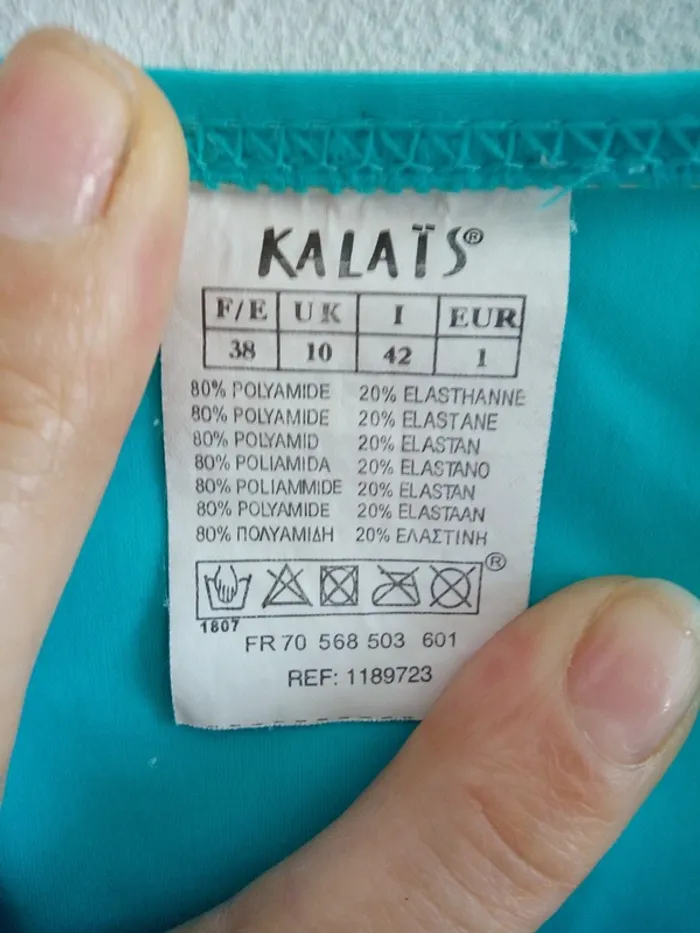 KALAÏS®
F/E UK I EUR
38 10 42 1
80% POLYAMIDE 20% ELASTHANNE
80% POLYAMIDE 20% ELASTANE
80% POLYAMID 20% ELASTAN
80% POLIAMIDA 20% ELASTANO
80% POLIAMMIDE 20% ELASTAN
80% POLYAMIDE 20% ELASTAAN
80% ΠΟΛΥΑΜΙΔΗ 20% ΕΛΑΣΤΙΝΗ
®
1807
FR 70 568 503 601
REF: 1189723